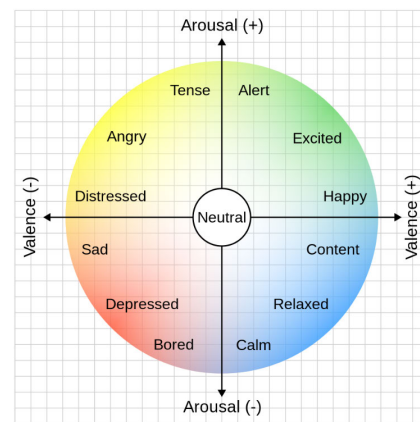 Arousal (+)
Tense
Alert
Angry
Excited
Distressed
Happy
Valence (-)
Neutral
Valence (+)
Sad
Content
Depressed
Relaxed
Bored
Calm
Arousal (-)